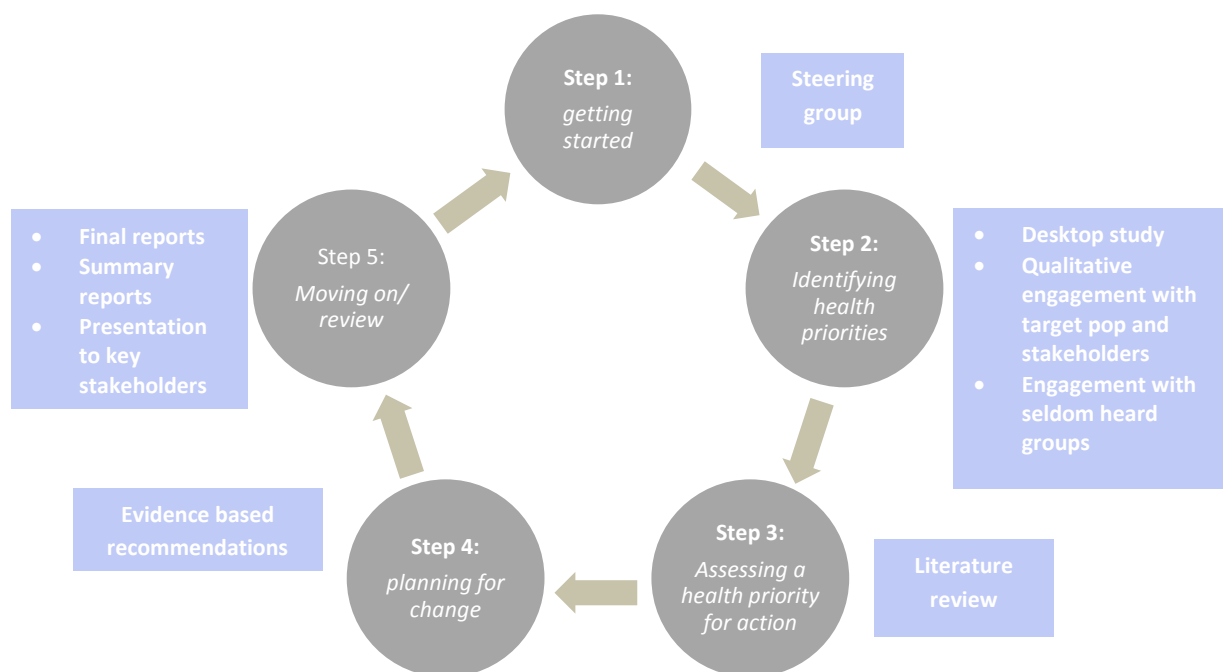 Step 1:
getting
started
Steering
group
Step 2:
Identifying
health
priorities
• Desktop study
• Qualitative
engagement with
target pop and
stakeholders
• Engagement with
seldom heard
groups
Step 3:
Assessing a
health priority
for action
Literature
review
Step 4:
planning for
change
Evidence based
recommendations
Step 5:
Moving on/
review
• Final reports
• Summary
reports
• Presentation
to key
stakeholders